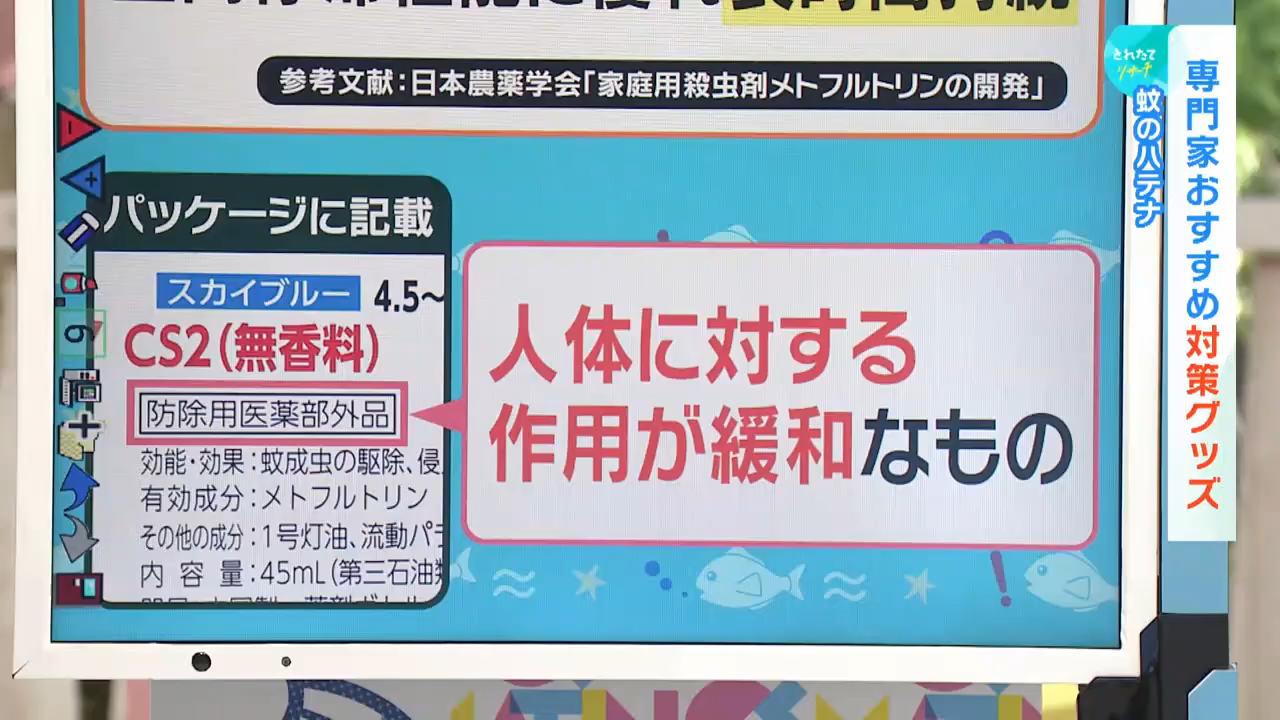 参考文献:日本農薬学会「家庭用殺虫剤メトフルトリンの開発」
パッケージに記載
スカイブルー 4.5~
CS2(無香料)
防除用医薬部外品
効能・効果:蚊成虫の駆除、侵
有効成分:メトフルトリン
その他の成分:1号灯油、流動パラ
内容量:45mL(第三石油類
人体に対する
作用が緩和なもの
とれたて
リサーチ
蚊のハテナ
専門家おすすめ対策グッズ